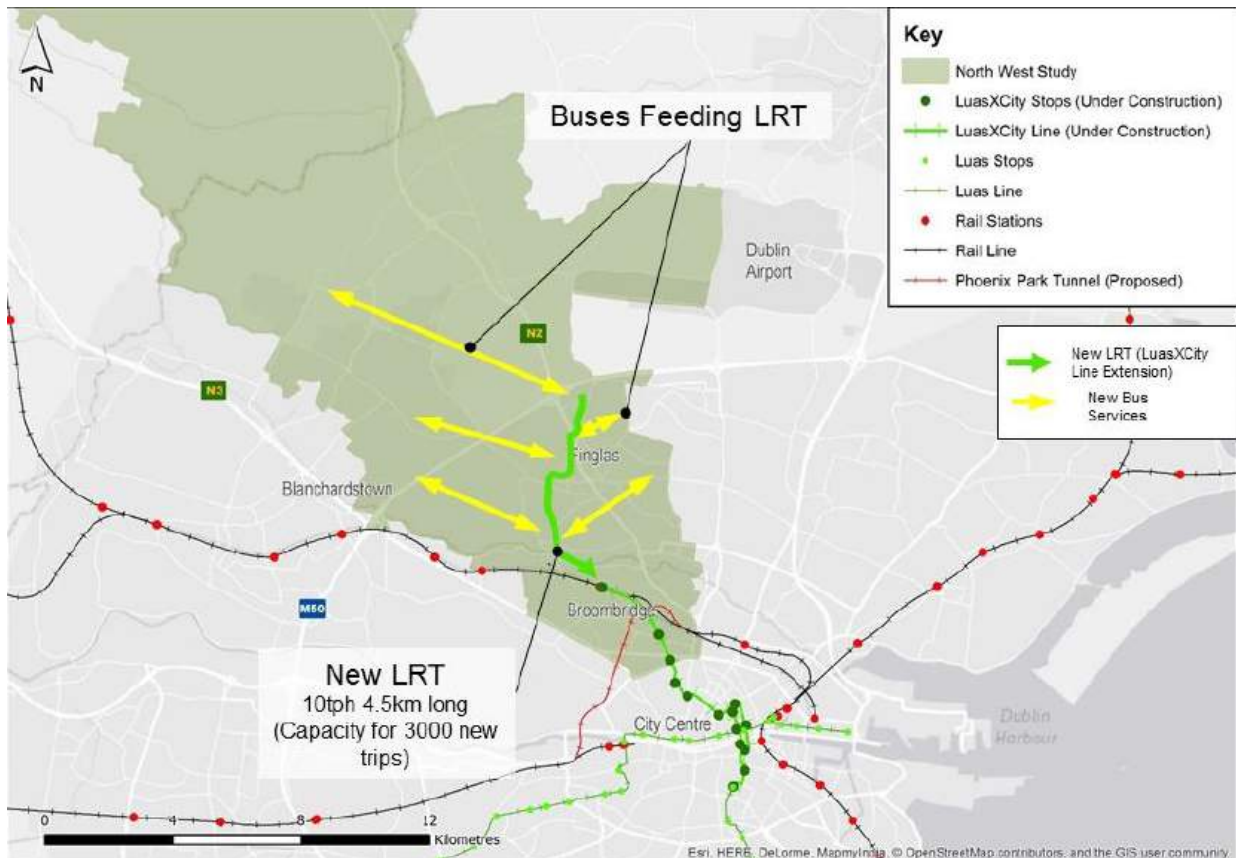 N
Buses Feeding LRT
Key
North West Study
LuasXCity Stops (Under Construction)
LuasXCity Line (Under Construction)
Luas Stops
Luas Line
Rail Stations
Rail Line
Phoenix Park Tunnel (Proposed)
New LRT (LuasXCity
Line Extension)
New Bus
Services
Dublin
Airport
N2
N3
Finglas
Blanchardstown
M50
Broombridge
New LRT
10tph 4.5km long
(Capacity for 3000 new
trips)
City Centre
Dublin
Harbour
0 4 8 12
Kilometres
Esri, HERE, DeLorme, MapmyIndia, © OpenStreetMap contributors, and the GIS user community